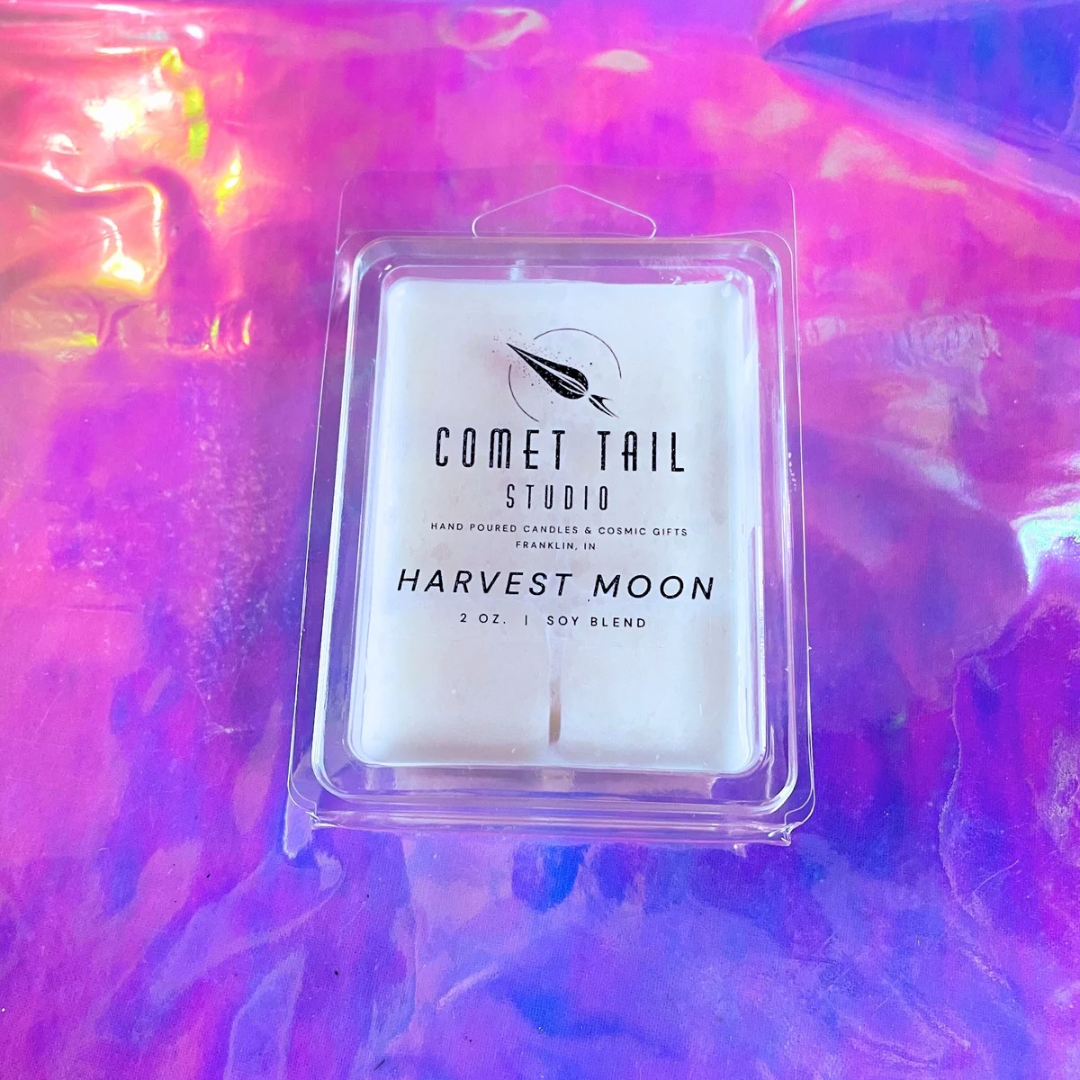 COMET TAIL
STUDIO
HAND POURED CANDLES & COSMIC GIFTS
FRANKLIN, IN
HARVEST MOON
2 OZ. | SOY BLEND